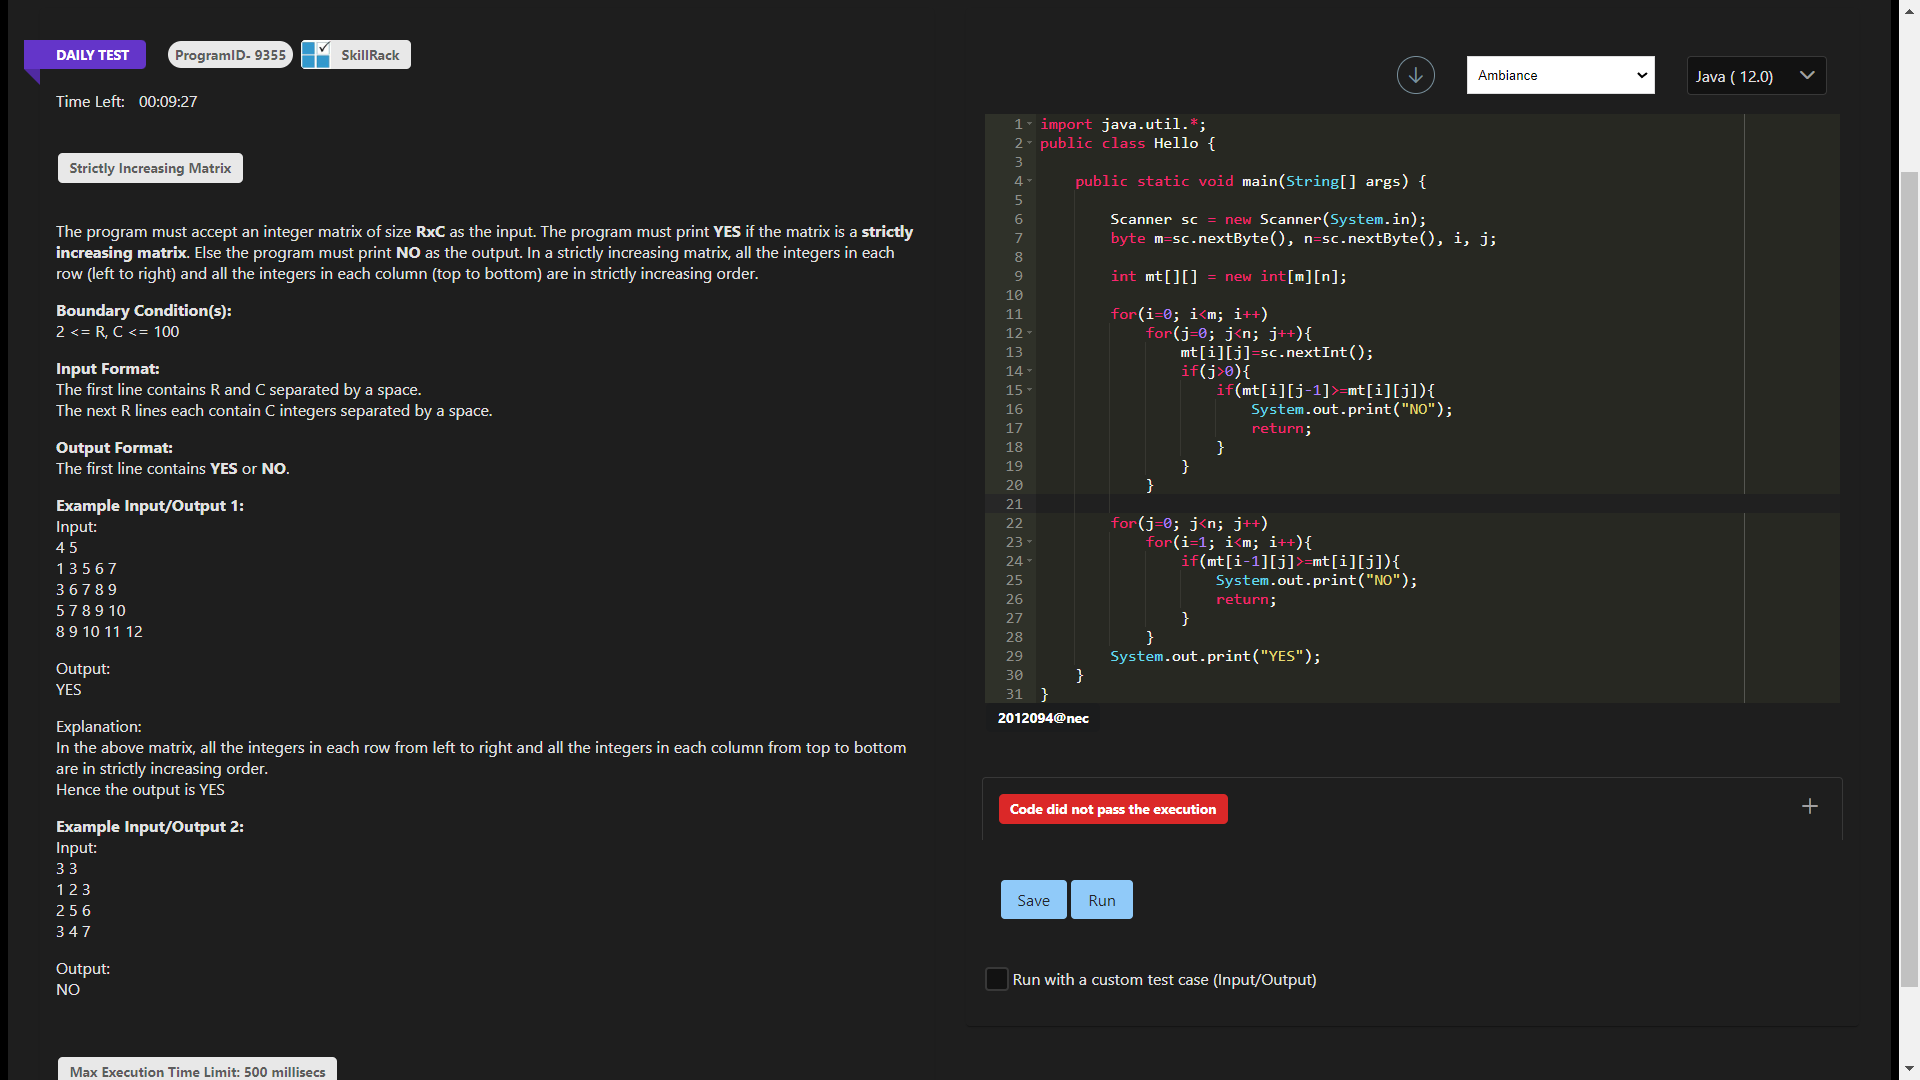 DAILY TEST
ProgramID- 9355
SkillRack
Time Left: 00:09:27
Strictly Increasing Matrix
The program must accept an integer matrix of size RxC as the input. The program must print YES if the matrix is a strictly
increasing matrix. Else the program must print NO as the output. In a strictly increasing matrix, all the integers in each
row (left to right) and all the integers in each column (top to bottom) are in strictly increasing order.
Boundary Condition(s):
2 <= R, C <= 100
Input Format:
The first line contains R and C separated by a space.
The next R lines each contain C integers separated by a space.
Output Format:
The first line contains YES or NO.
Example Input/Output 1:
Input:
4 5
1 3 5 6 7
3 6 7 8 9
5 7 8 9 10
8 9 10 11 12
Output:
YES
Explanation:
In the above matrix, all the integers in each row from left to right and all the integers in each column from top to bottom
are in strictly increasing order.
Hence the output is YES
Example Input/Output 2:
Input:
3 3
1 2 3
2 5 6
3 4 7
Output:
NO
Max Execution Time Limit: 500 millisecs
Ambiance
Java ( 12.0)
1 import java.util.*;
2 public class Hello {
3
4 public static void main(String[] args) {
5
6 Scanner sc = new Scanner(System.in);
7 byte m=sc.nextByte(), n=sc.nextByte(), i, j;
8
9 int mt[][] = new int[m][n];
10
11 for(i=0; i<m; i++)
12 for(j=0; j<n; j++){
13 mt[i][j]=sc.nextInt();
14 if(j>0){
15 if(mt[i][j-1]>=mt[i][j]){
16 System.out.print("NO");
17 return;
18 }
19 }
20 }
21
22 for(j=0; j<n; j++)
23 for(i=1; i<m; i++){
24 if(mt[i-1][j]>=mt[i][j]){
25 System.out.print("NO");
26 return;
27 }
28 }
29 System.out.print("YES");
30 }
31 }
2012094@nec
Code did not pass the execution
Save
Run
Run with a custom test case (Input/Output)